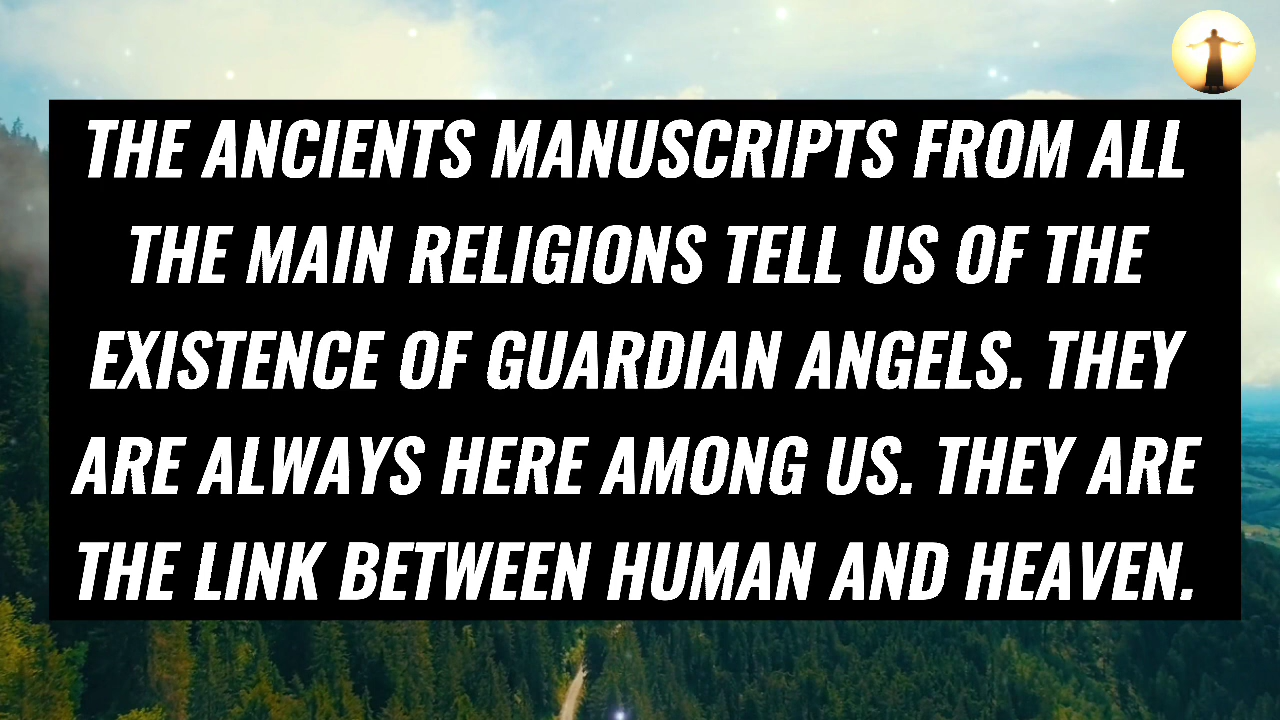 THE ANCIENTS MANUSCRIPTS FROM ALL
THE MAIN RELIGIONS TELL US OF THE
EXISTENCE OF GUARDIAN ANGELS. THEY
ARE ALWAYS HERE AMONG US. THEY ARE
THE LINK BETWEEN HUMAN AND HEAVEN.